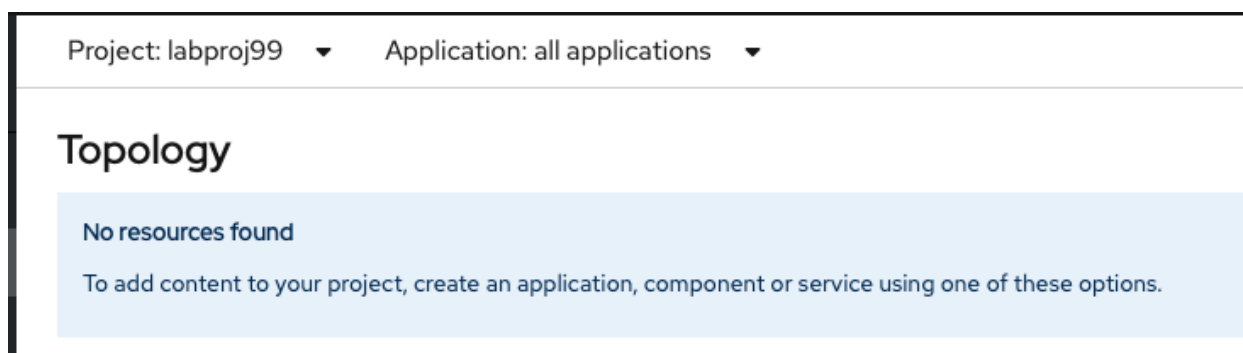 Project: labproj99 Application: all applications
Topology
No resources found
To add content to your project, create an application, component or service using one of these options.